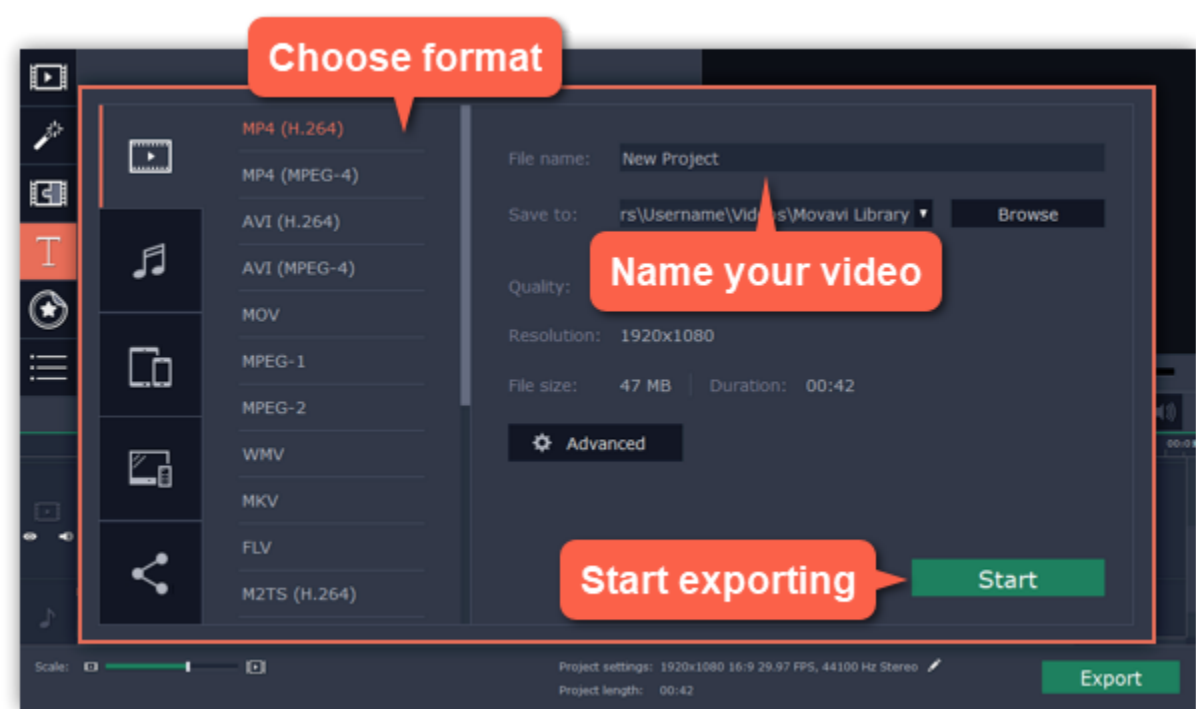 Choose format
MP4 (H.264)
MP4 (MPEG-4)
AVI (H.264)
AVI (MPEG-4)
MOV
MPEG-1
MPEG-2
WMV
MKV
FLV
M2TS (H.264)
File name: New Project
Save to: rs\Username\Vid s\Movavi Library Browse
Name your video
Quality:
Resolution: 1920x1080
File size: 47 MB Duration: 00:42
Advanced
Start exporting
Start
Scale:
Project settings: 1920x1080 16:9 29.97 FPS, 44100 Hz Stereo
Project length: 00:42
Export